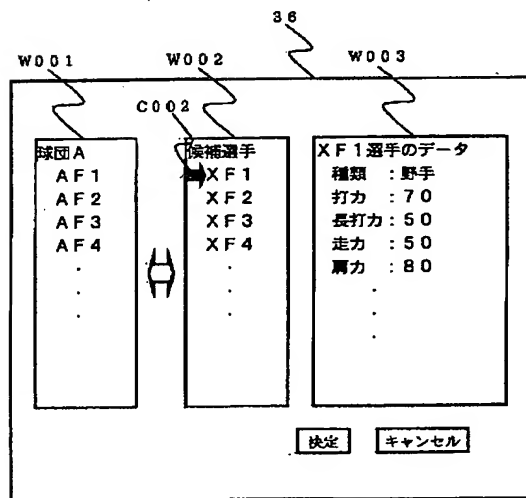 36
W001
W002
W003
C002
球団A
AF1
AF2
AF3
AF4
候補選手
XF1
XF2
XF3
XF4
XF1選手のデータ
種類 :野手
打力 :70
長打力:50
走力 :50
肩力 :80
決定
キャンセル